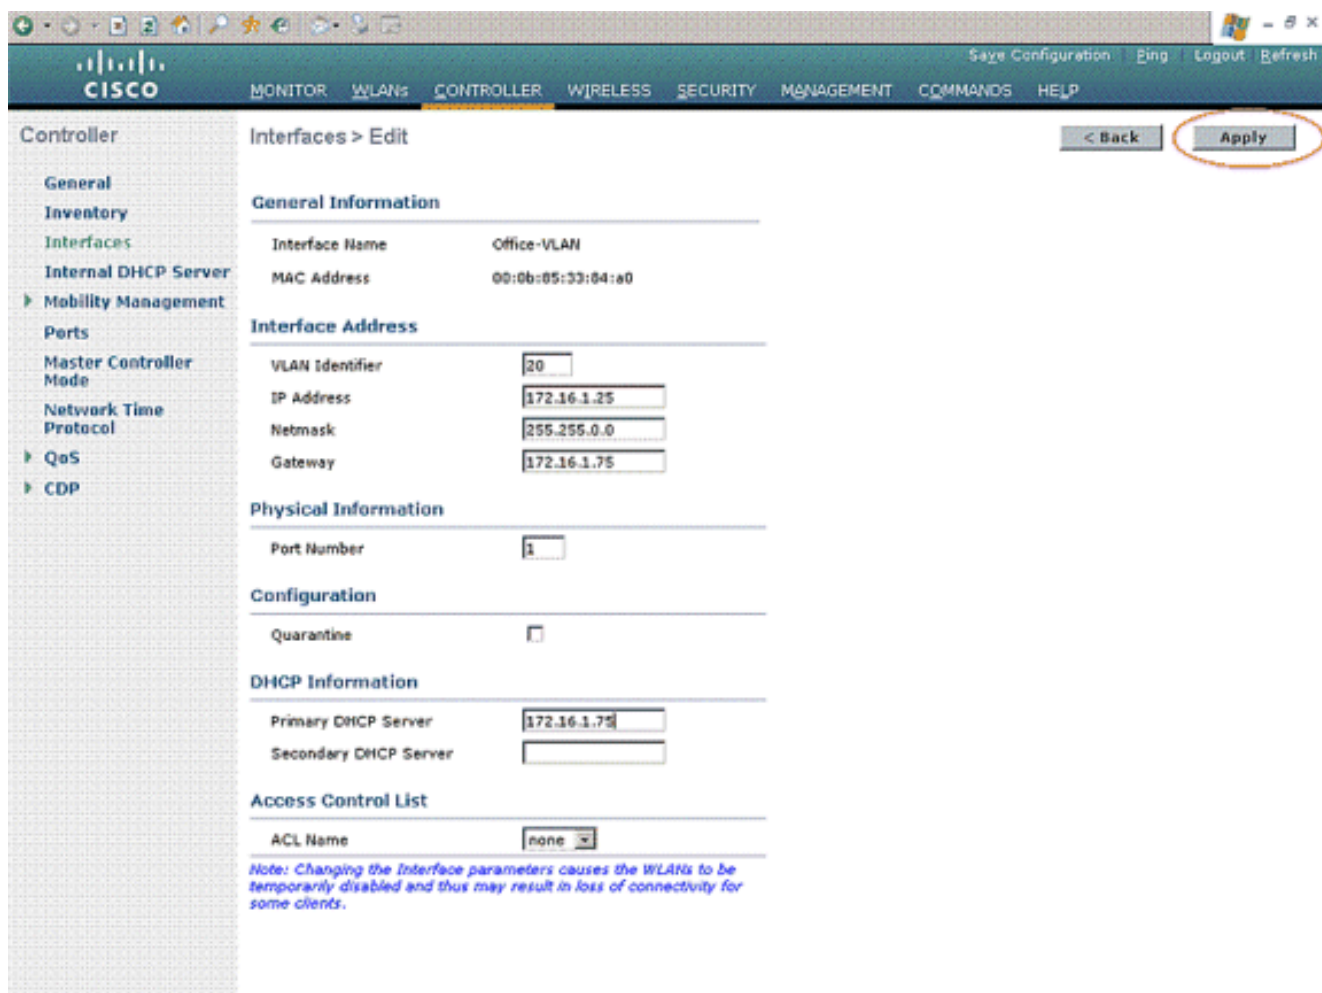 Save Configuration Ping Logout Refresh
CISCO
MONITOR WLANs CONTROLLER WIRELESS SECURITY MANAGEMENT COMMANDS HELP
Controller
General
Inventory
Interfaces
Internal DHCP Server
Mobility Management
Ports
Master Controller
Mode
Network Time
Protocol
QoS
CDP
Interfaces > Edit
< Back
Apply
General Information
Interface Name Office-VLAN
MAC Address 00:0b:85:33:84:a0
Interface Address
VLAN Identifier 20
IP Address 172.16.1.25
Netmask 255.255.0.0
Gateway 172.16.1.75
Physical Information
Port Number 1
Configuration
Quarantine
DHCP Information
Primary DHCP Server 172.16.1.75
Secondary DHCP Server
Access Control List
ACL Name none
Note: Changing the Interface parameters causes the WLANs to be
temporarily disabled and thus may result in loss of connectivity for
some clients.